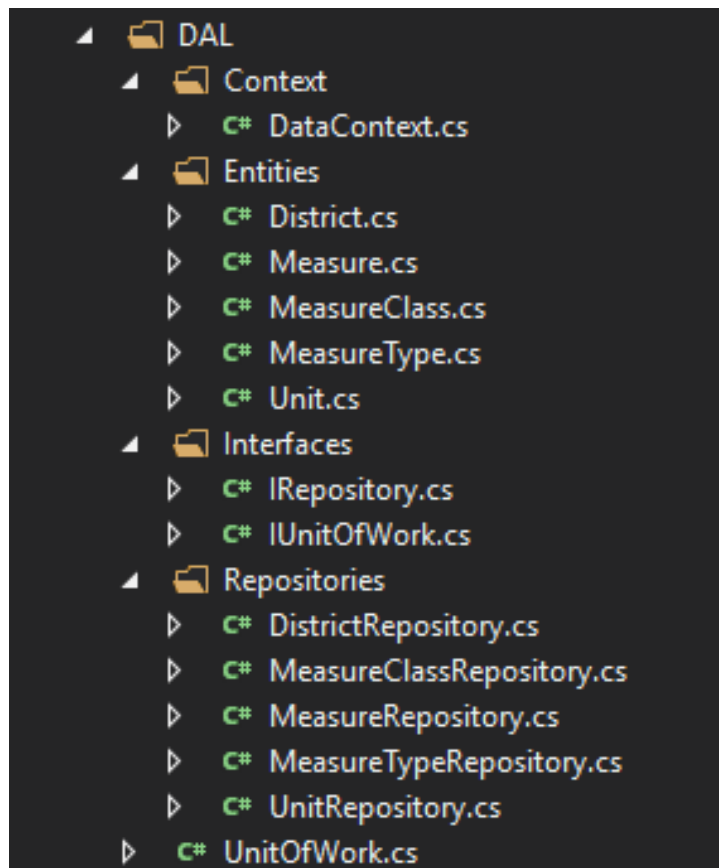 DAL
Context
C# DataContext.cs
Entities
C# District.cs
C# Measure.cs
C# MeasureClass.cs
C# MeasureType.cs
C# Unit.cs
Interfaces
C# IRepository.cs
C# IUnitOfWork.cs
Repositories
C# DistrictRepository.cs
C# MeasureClassRepository.cs
C# MeasureRepository.cs
C# MeasureTypeRepository.cs
C# UnitRepository.cs
C# UnitOfWork.cs